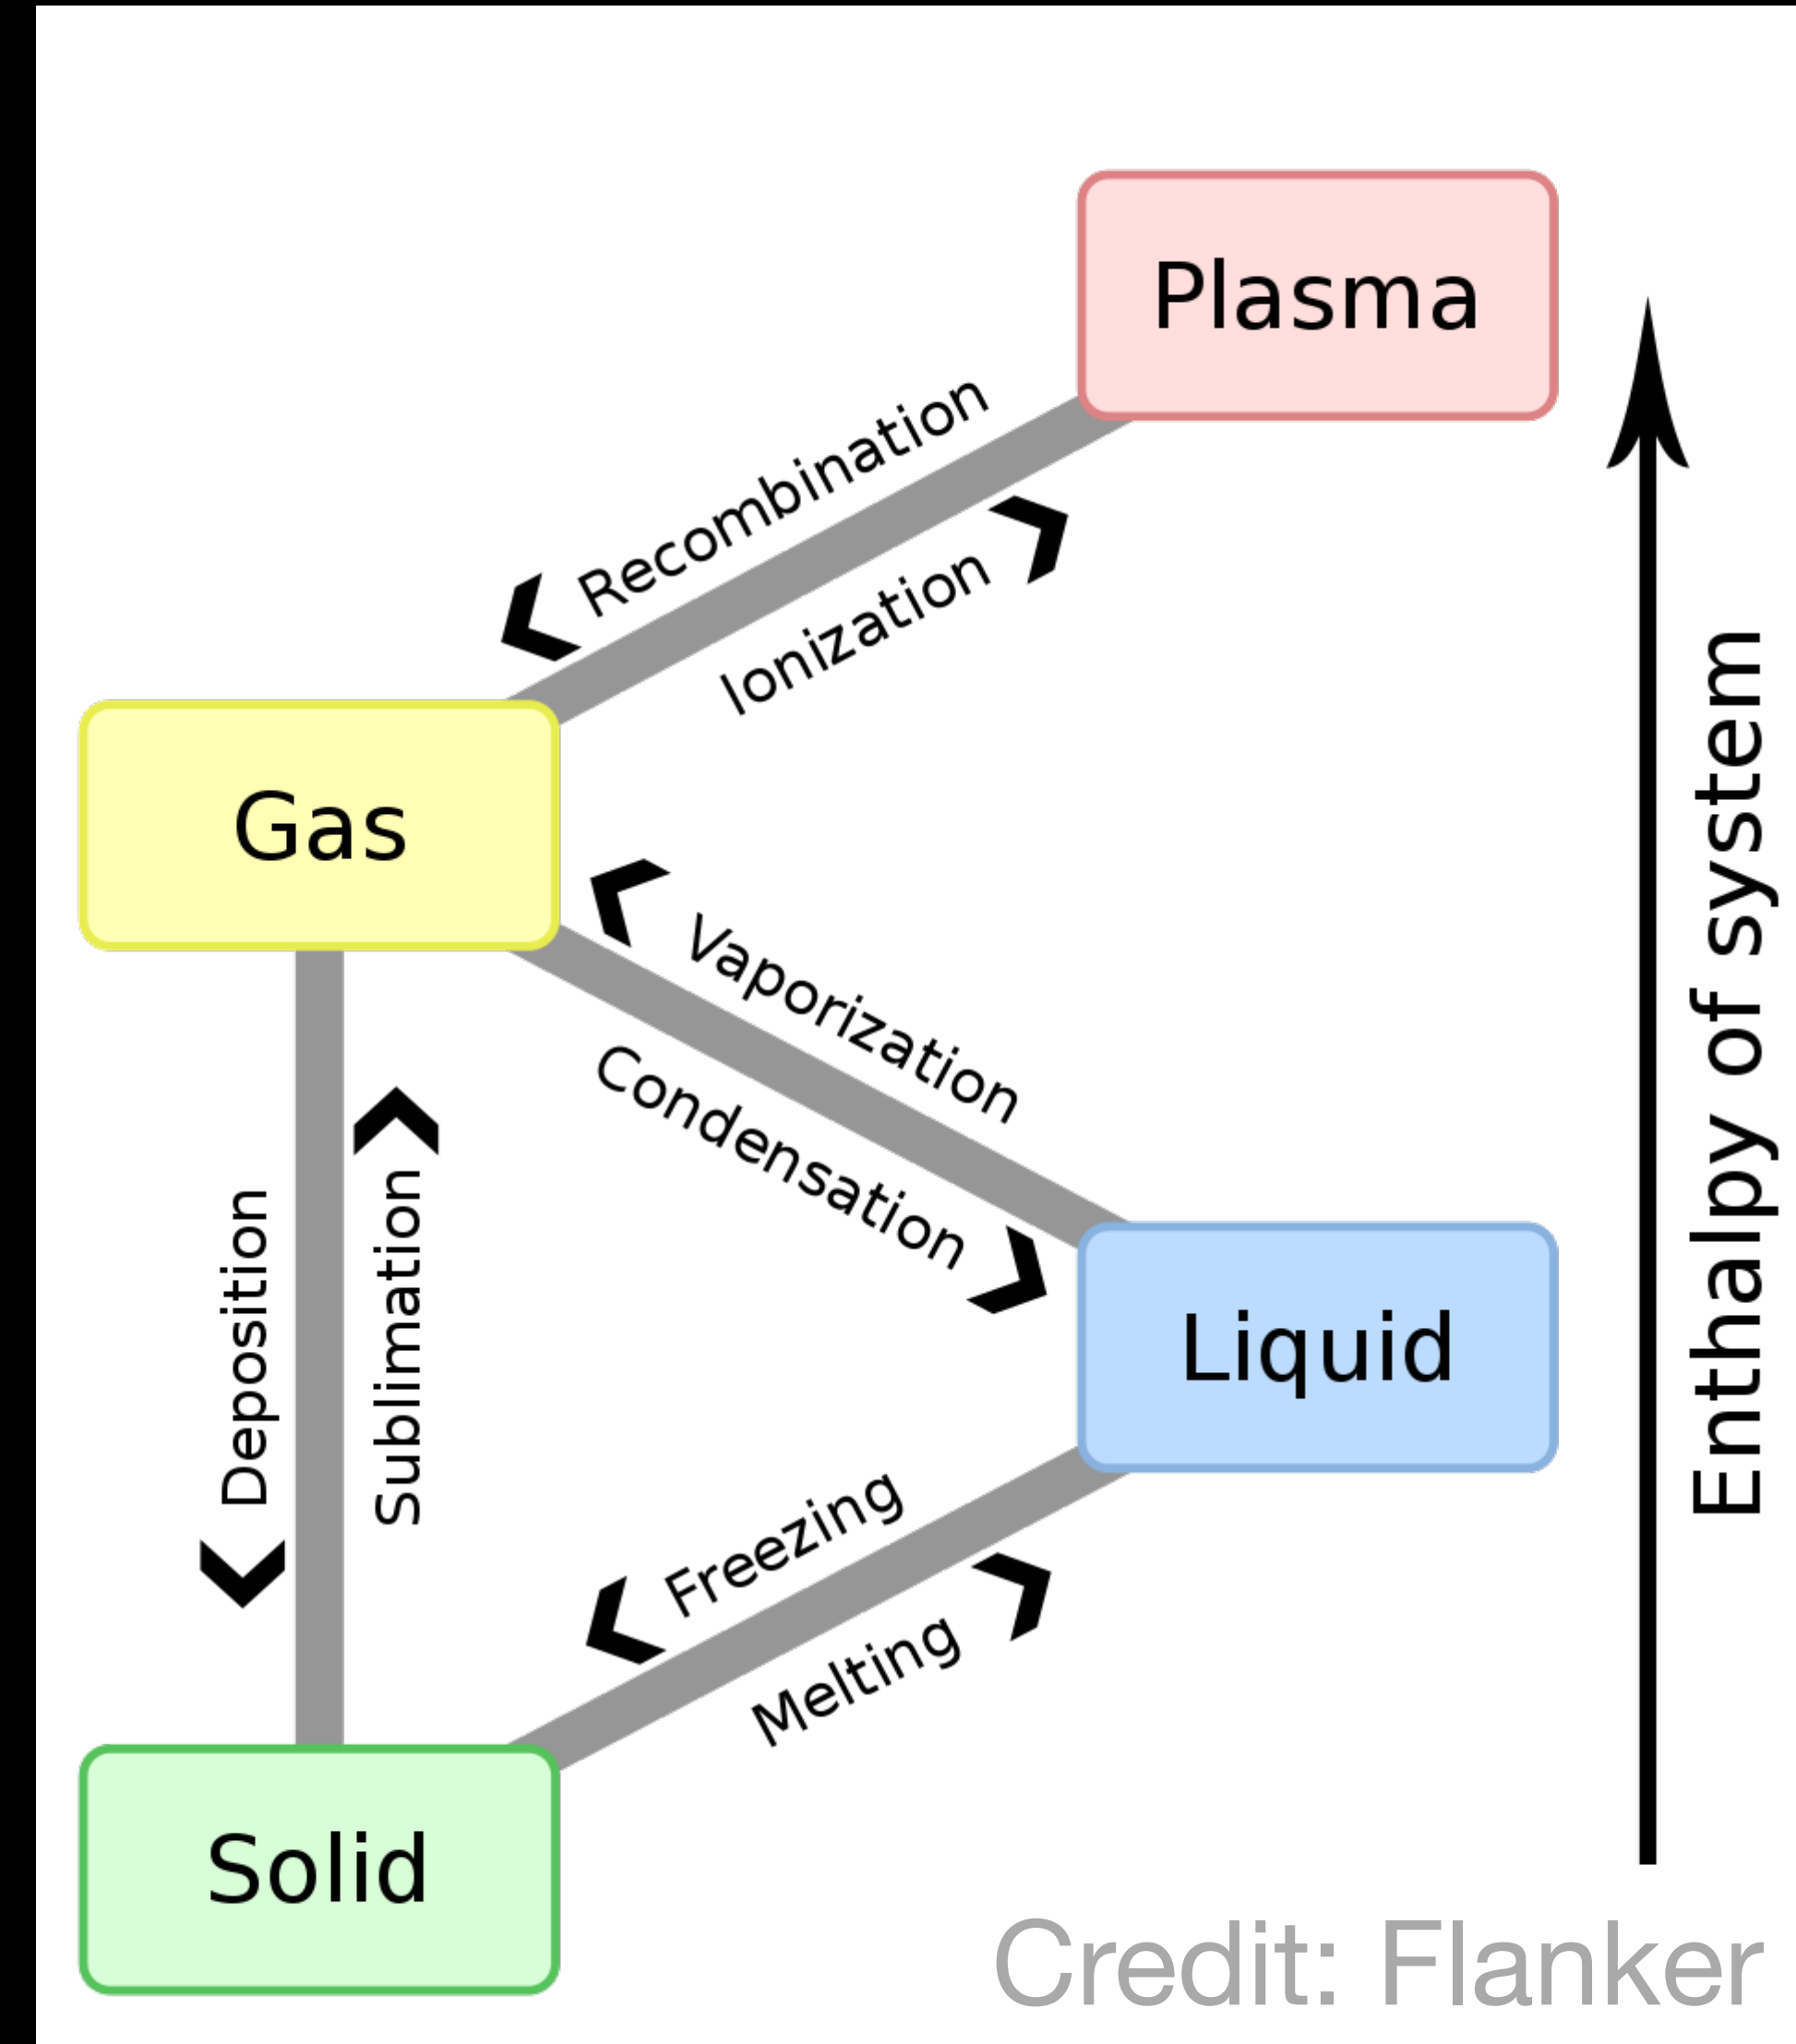 Plasma
Recombination
Ionization
Gas
Vaporization
Condensation
Deposition
Sublimation
Liquid
Freezing
Melting
Solid
Enthalpy of system
Credit: Flanker